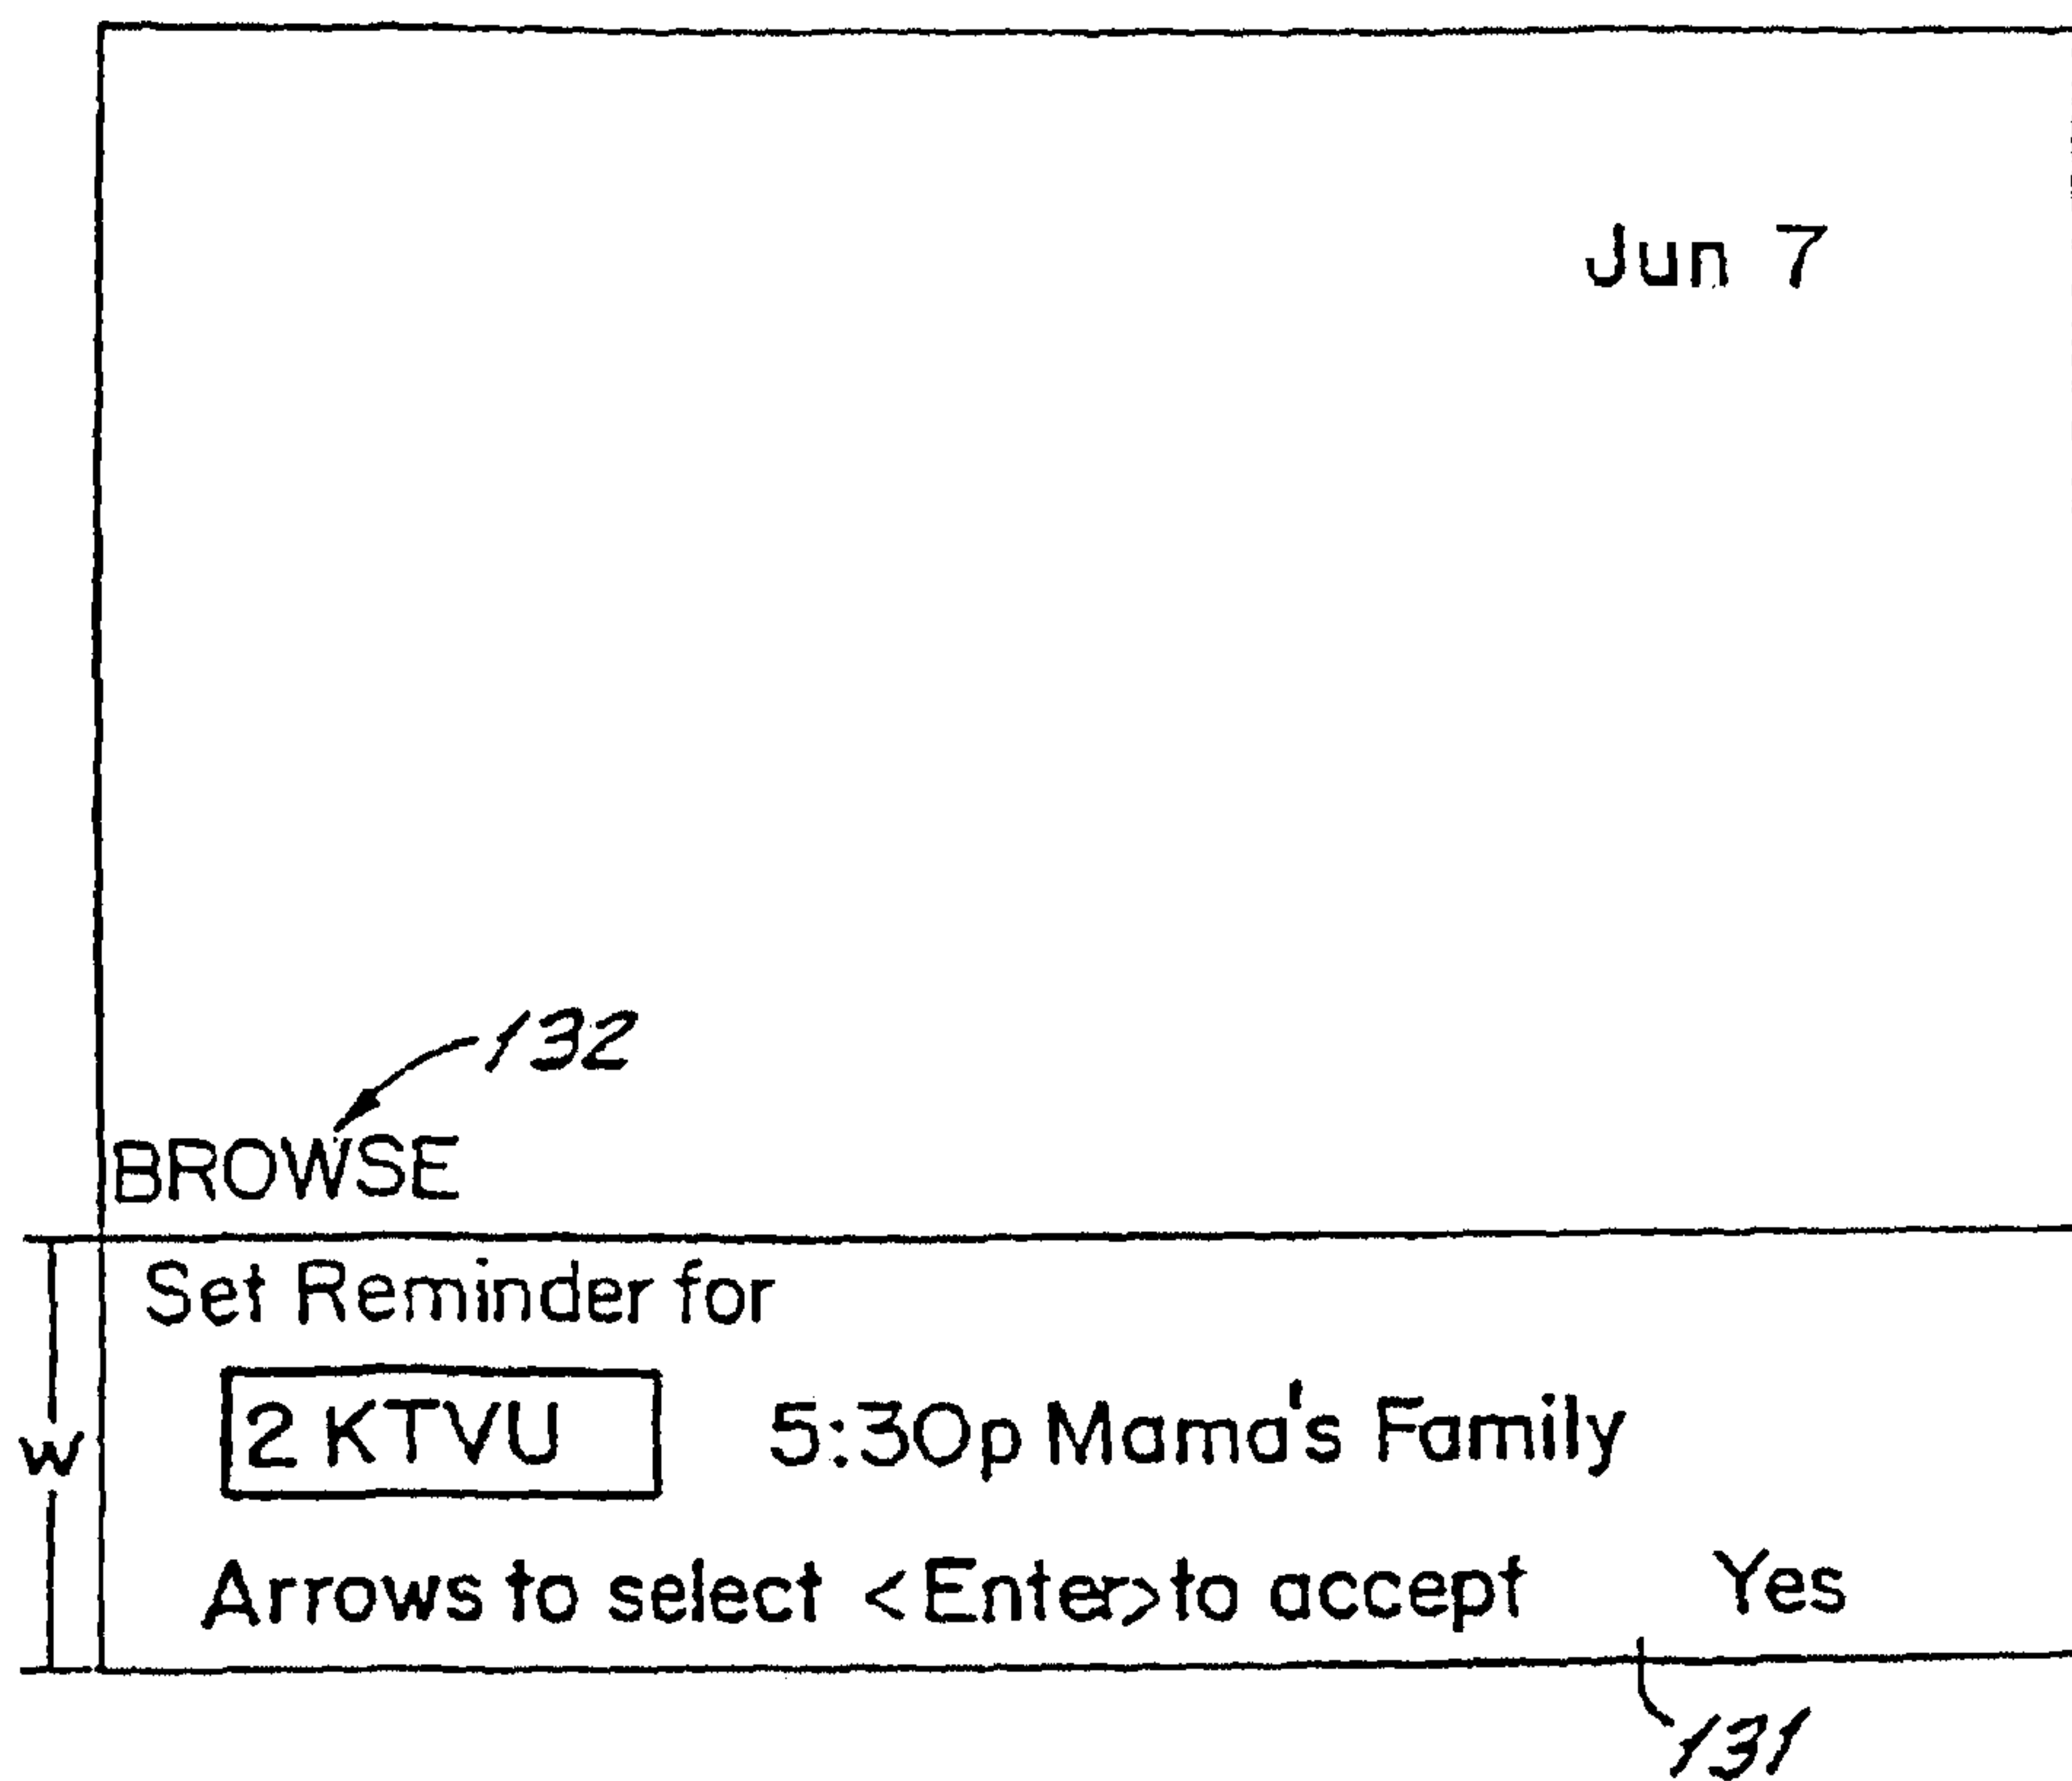 Jun 7
132
BROWSE
Set Reminder for
2 KTVU 5:30p Mama's Family
w
Arrows to select <Enter> to accept Yes
131